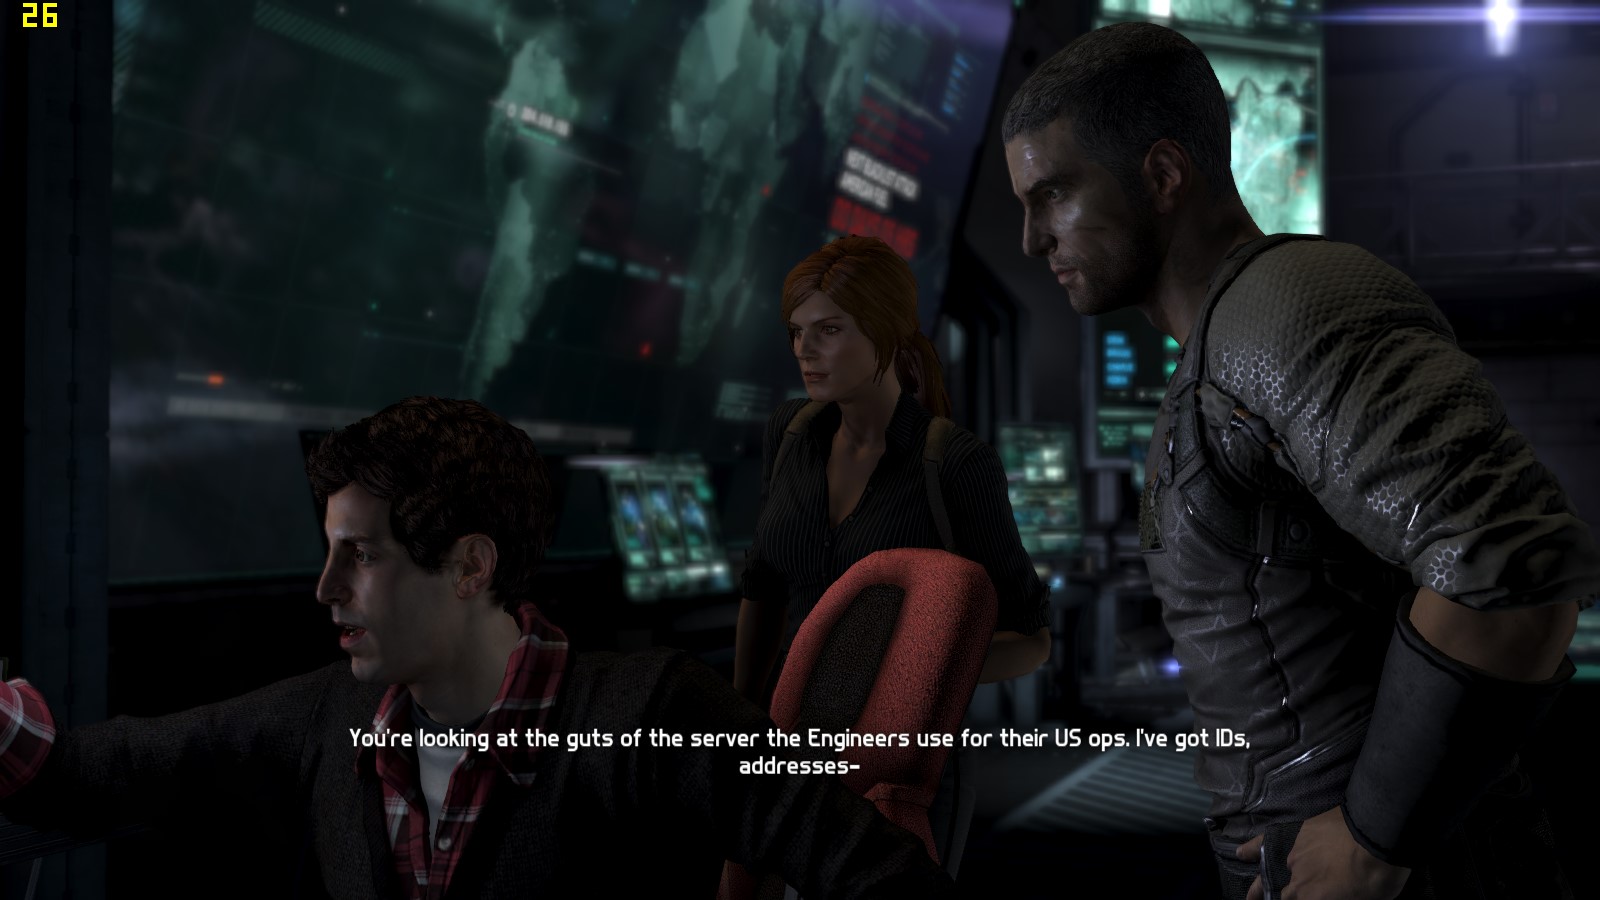 26
You're looking at the guts of the server the Engineers use for their US ops. I've got IDs,
addresses-